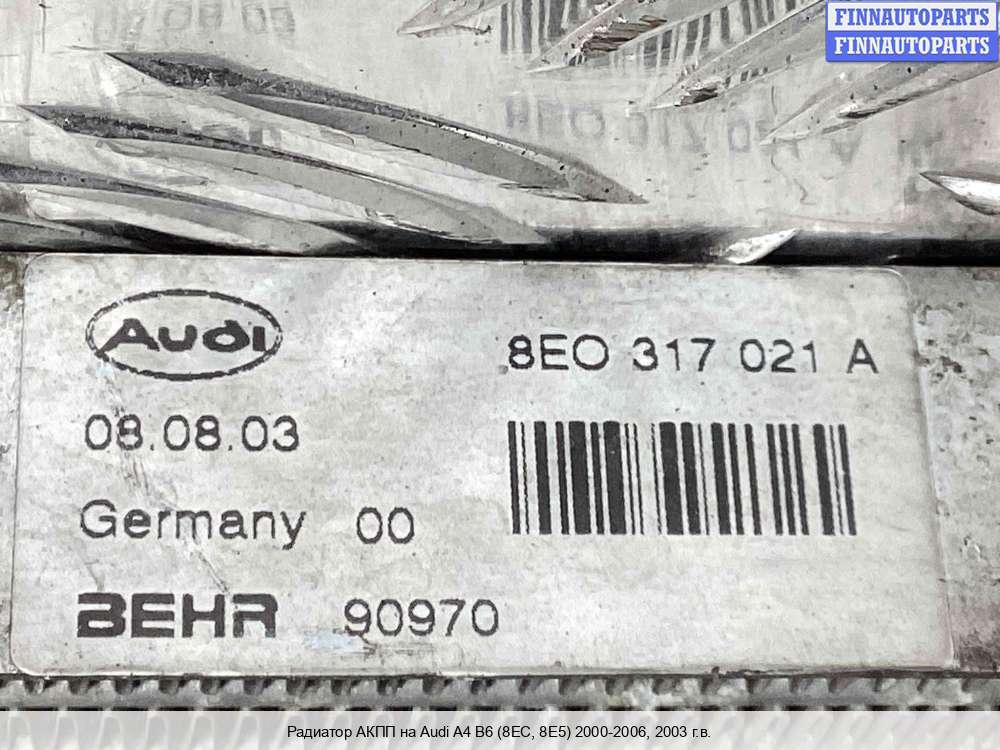 FINNAUTOPARTS
FINNAUTOPARTS
Audi
8E0 317 021 A
08.08.03
Germany 00
BEHR 90970
Радиатор АКПП на Audi A4 B6 (8EC, 8E5) 2000-2006, 2003 г.в.